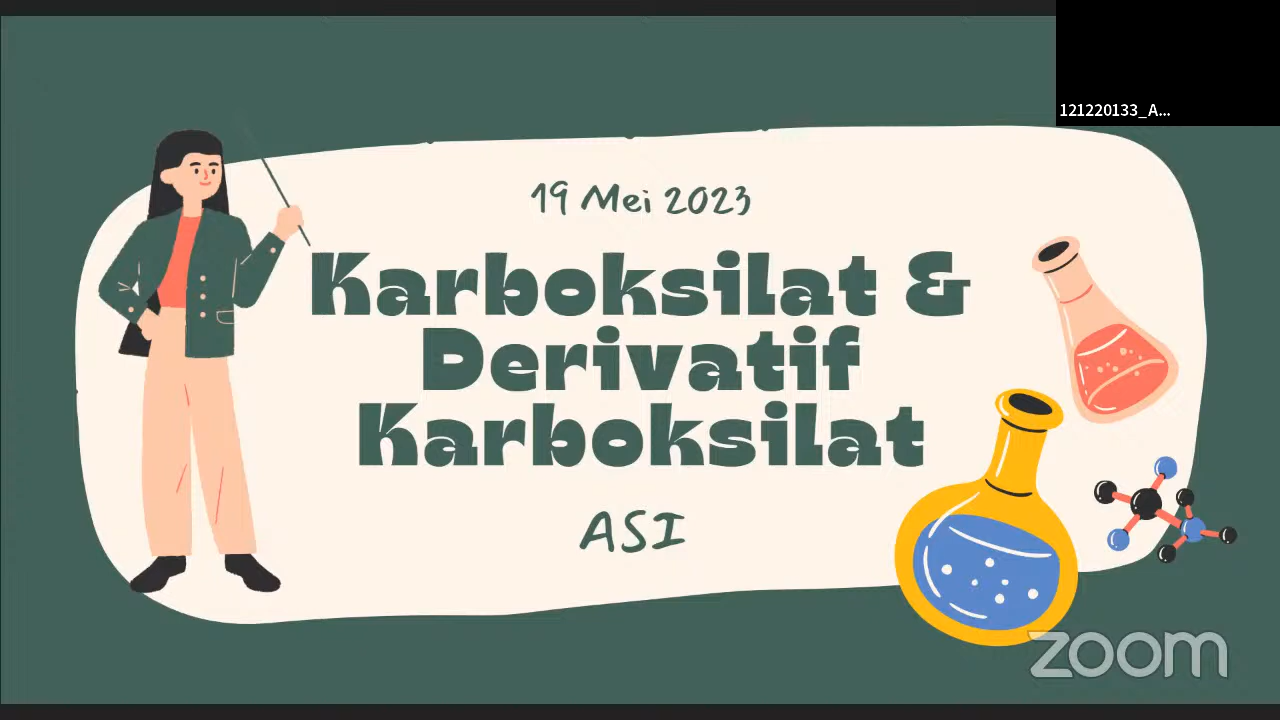 121220133_A...
19 Mei 2023
Karboksilat &
Derivatif
Karboksilat
ASI
zoom